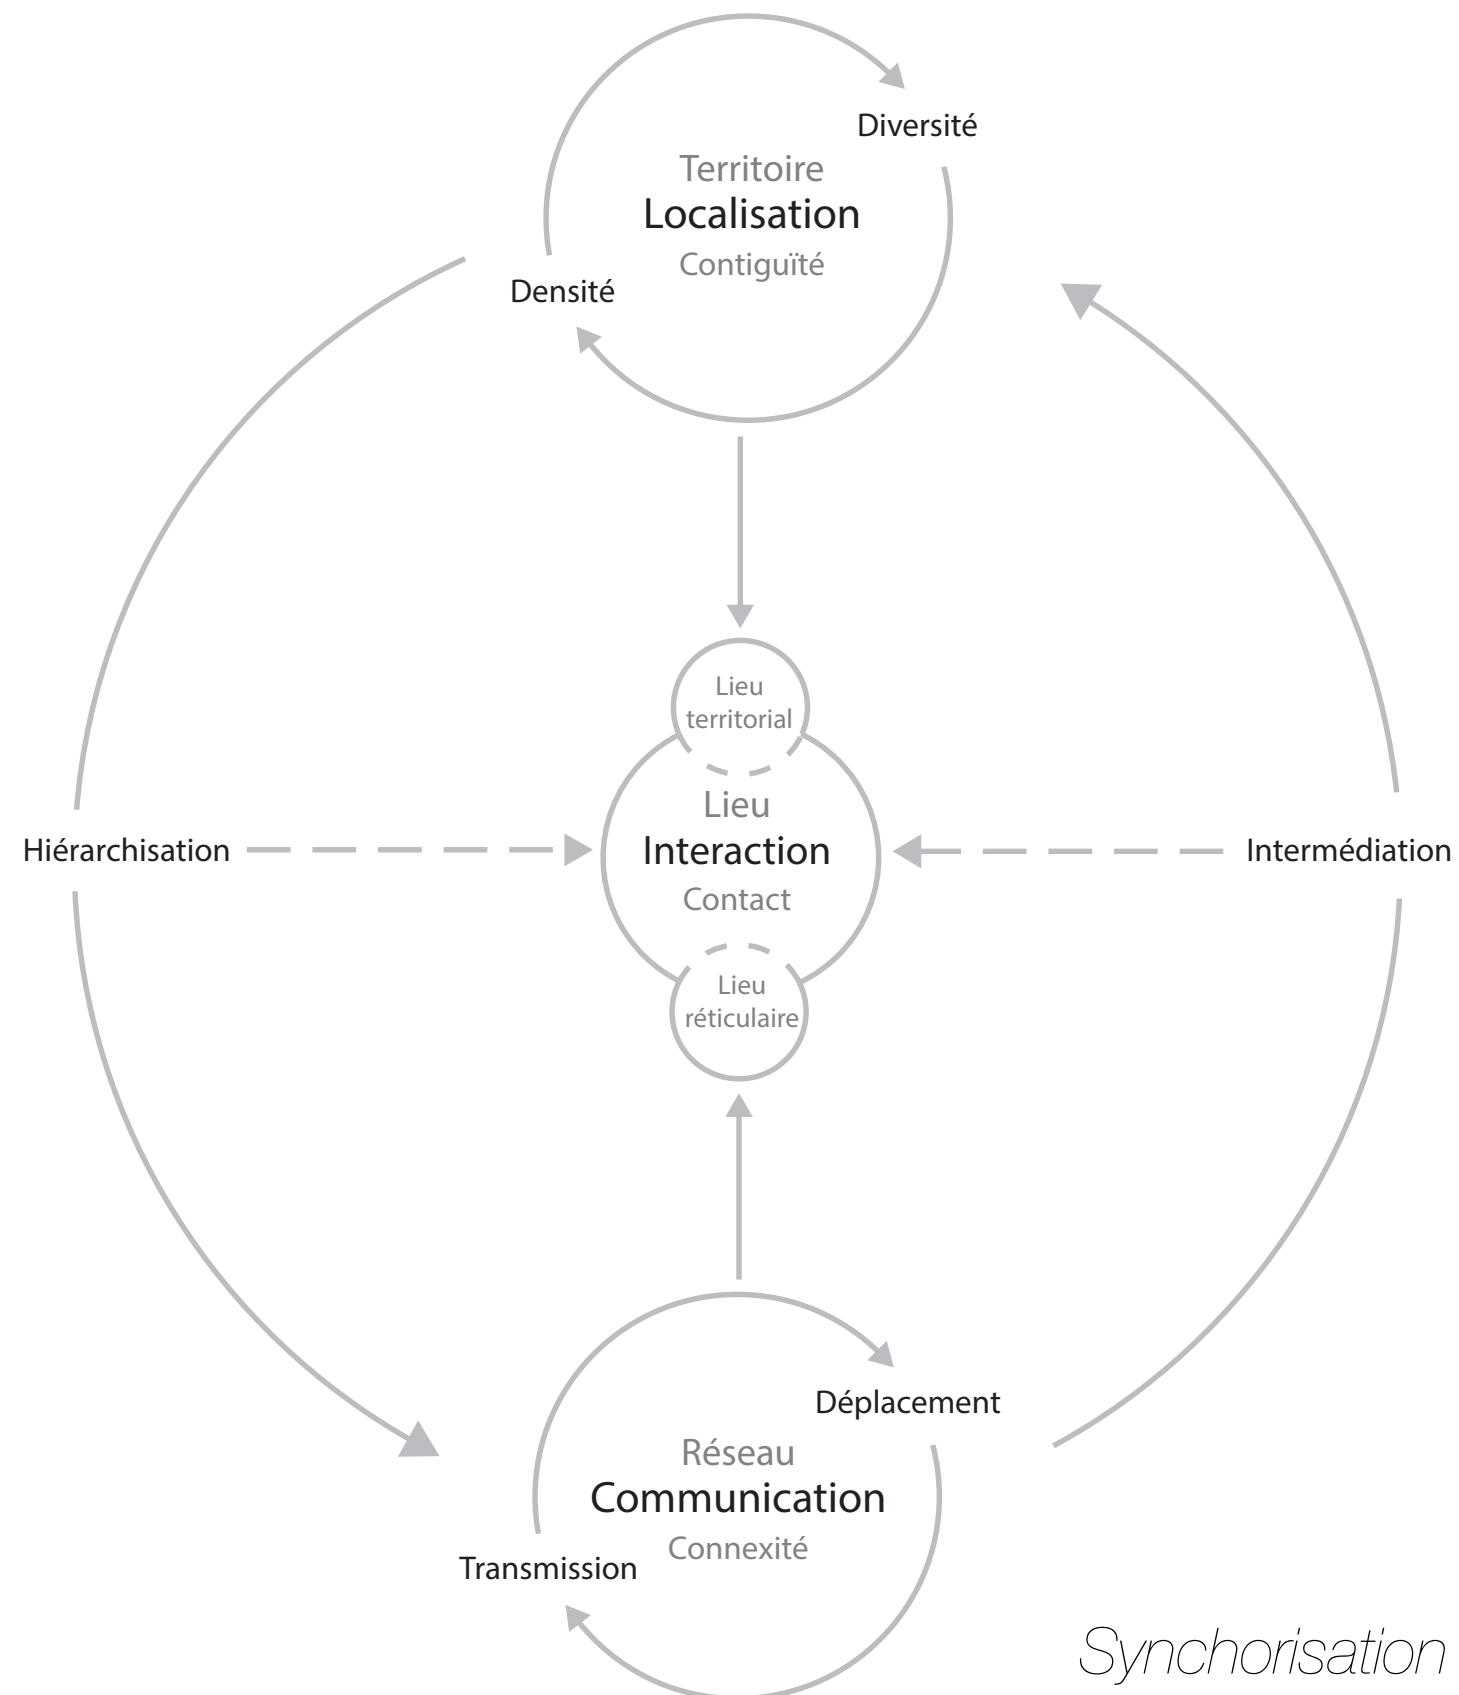 Diversité
Territoire
Localisation
Contiguïté
Densité
Lieu
territorial
Lieu
Hiérarchisation
Interaction
Intermédiation
Contact
Lieu
réticulaire
Déplacement
Réseau
Communication
Connexité
Transmission
Synchorisation